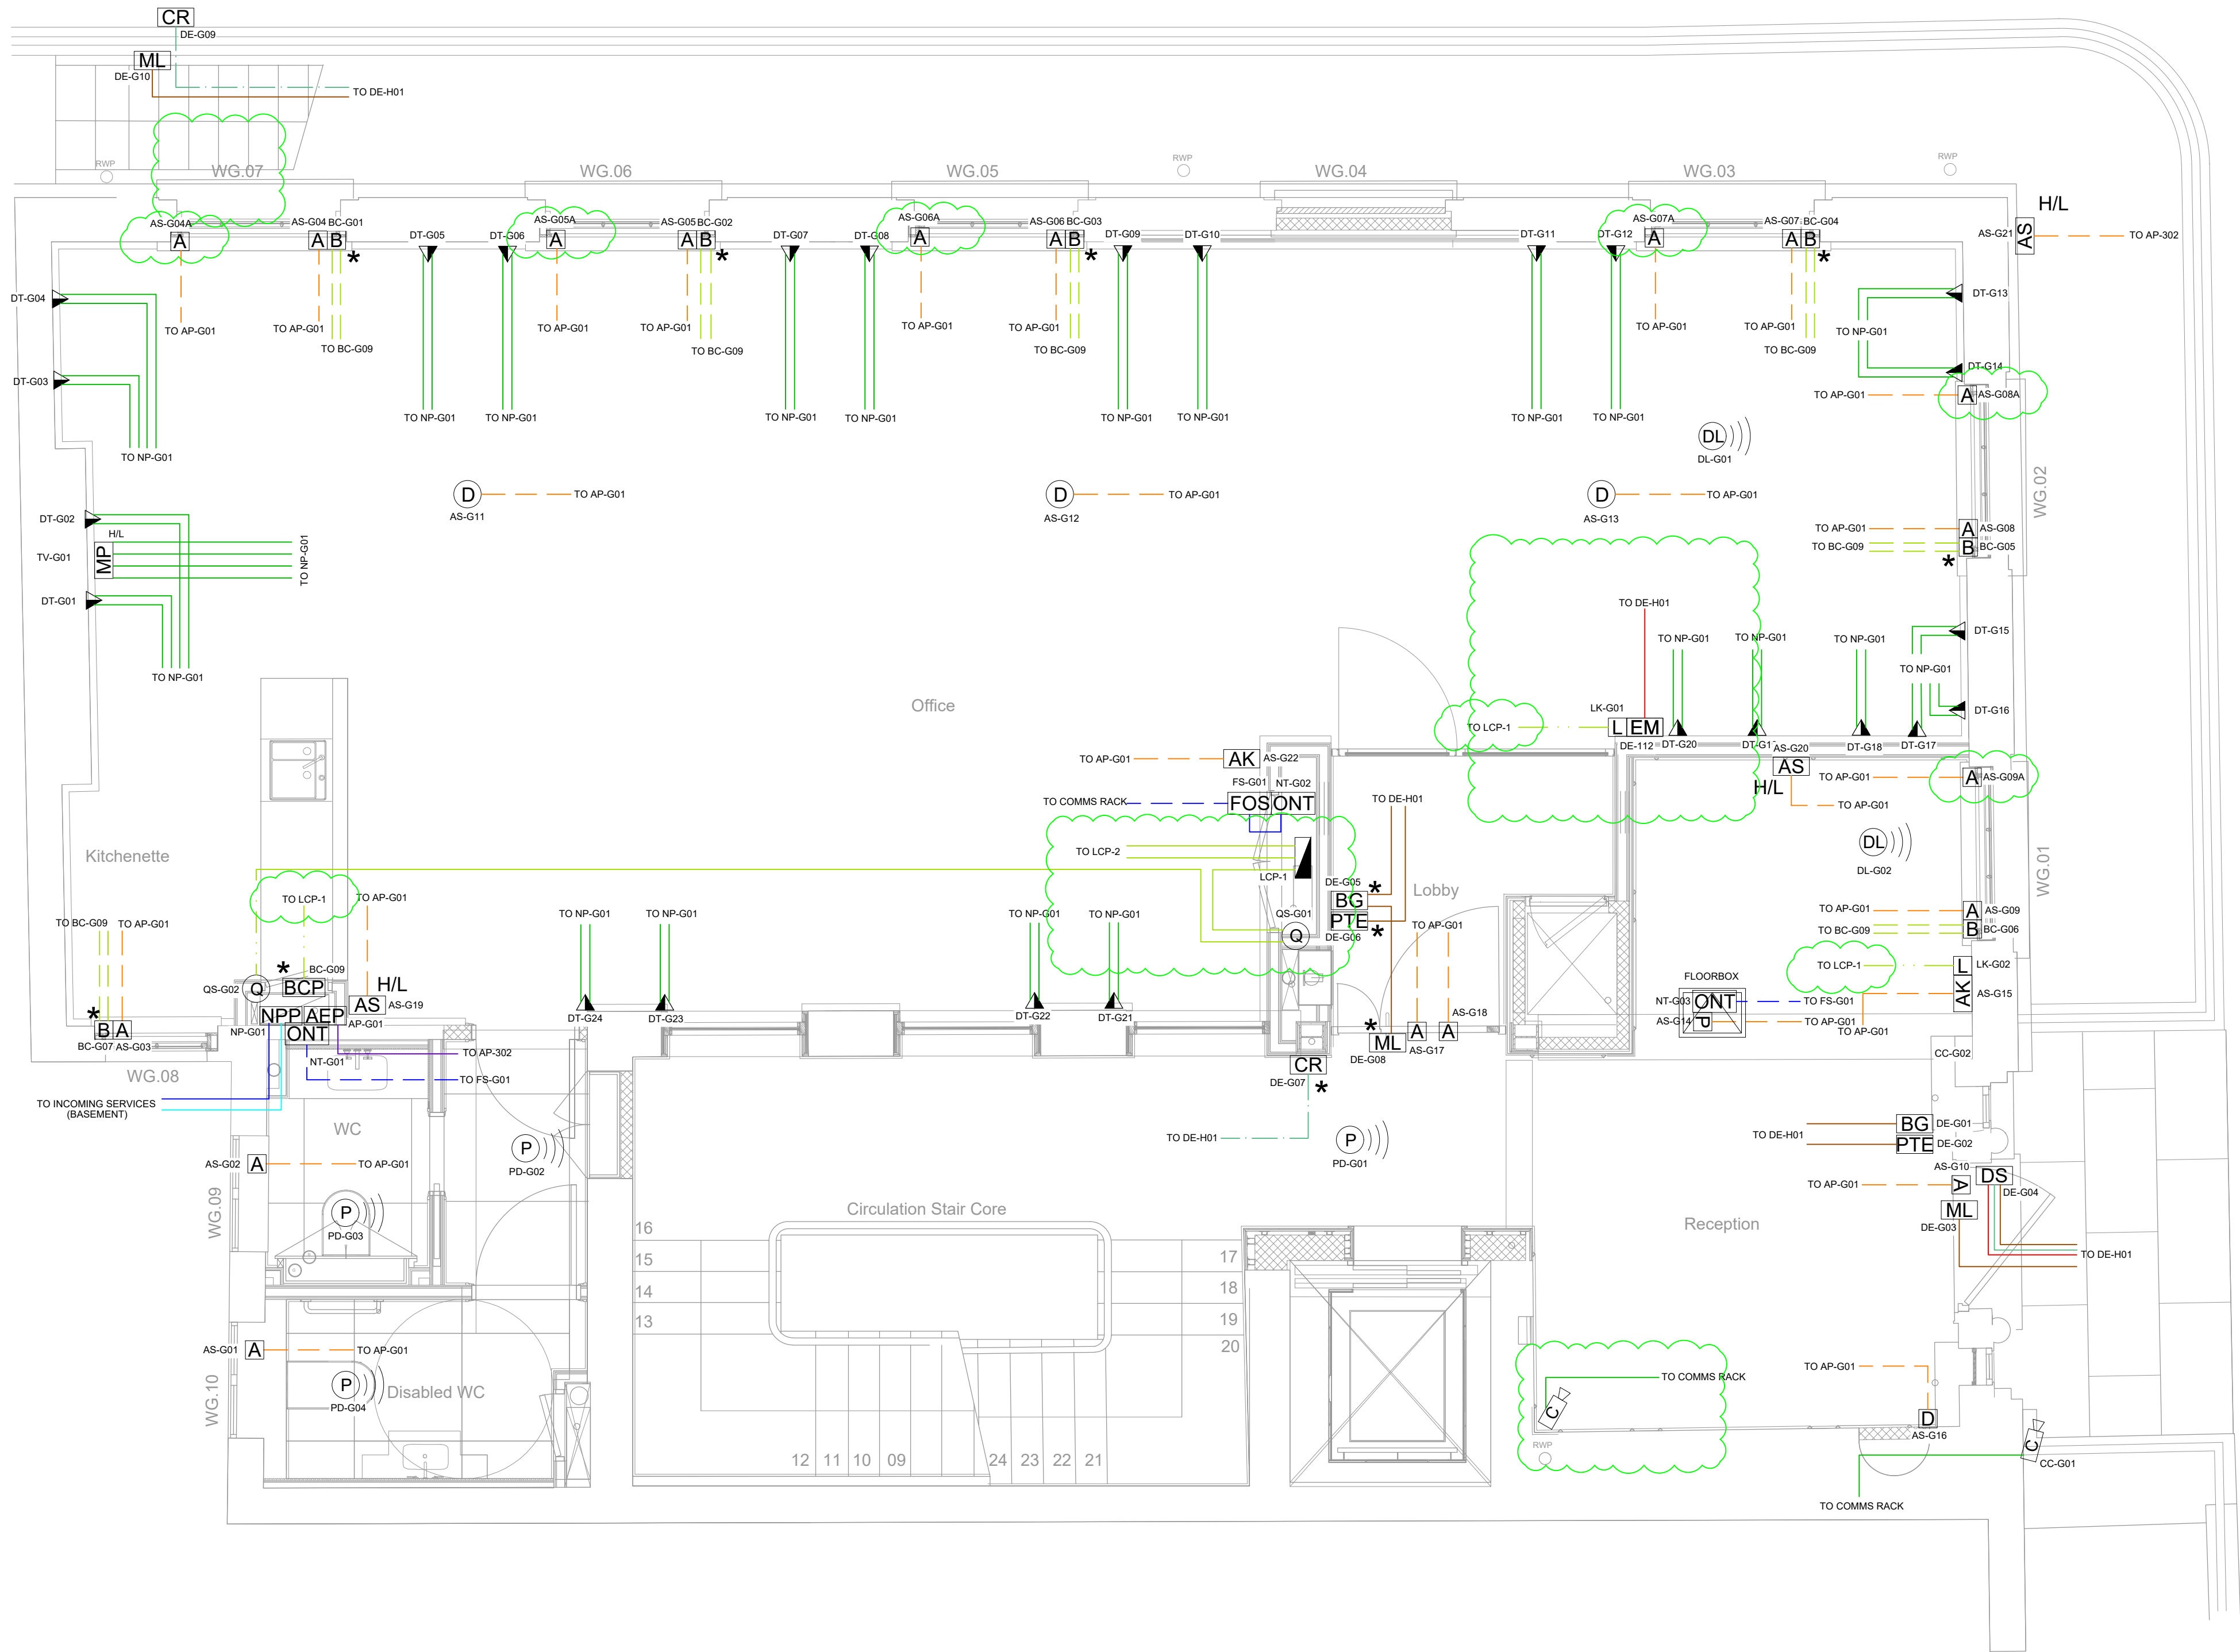 CR
DE-G09
ML
DE-G10
TO DE-H01
RWP
WG.07
WG.06
WG.05
RWP
WG.04
WG.03
RWP
AS-G04A
A
AS-G04 BC-G01
A B
*
TO AP-G01
TO AP-G01
TO BC-G09
DT-G05
TO NP-G01
DT-G06
TO NP-G01
AS-G05A
A
TO AP-G01
AS-G05 BC-G02
A B
*
TO AP-G01
TO BC-G09
DT-G07
TO NP-G01
DT-G08
TO NP-G01
AS-G06A
A
TO AP-G01
AS-G06 BC-G03
A B
*
TO AP-G01
TO BC-G09
DT-G09
TO NP-G01
DT-G10
TO NP-G01
DT-G11
TO NP-G01
DT-G12
TO NP-G01
AS-G07A
A
TO AP-G01
AS-G07 BC-G04
A B
*
TO AP-G01
TO BC-G09
H/L
AS-G21
AS
TO AP-302
DT-G04
DT-G03
TO NP-G01
DT-G13
TO NP-G01
DT-G14
TO AP-G01
A
AS-G08A
DL
DL-G01
D
AS-G11
TO AP-G01
D
AS-G12
TO AP-G01
D
AS-G13
TO AP-G01
WG.02
DT-G02
H/L
TV-G01
MP
TO NP-G01
DT-G01
TO NP-G01
TO AP-G01
A
AS-G08
TO BC-G09
B
BC-G05
*
TO DE-H01
TO NP-G01
TO NP-G01
TO NP-G01
DT-G15
TO NP-G01
DT-G16
Office
LK-G01
TO LCP-1
L EM
DE-112
DT-G20
DT-G1
DT-G18
DT-G17
AS-G20
AS
H/L
TO AP-G01
TO AP-G01
A
AS-G09A
TO AP-G01
AK
AS-G22
FS-G01
NT-G02
TO COMMS RACK
FOS ONT
TO DE-H01
TO LCP-2
LCP-1
DL
DL-G02
WG.01
Kitchenette
DE-G05
*
BG
PTE
*
DE-G06
Lobby
QS-G01
Q
TO LCP-1
TO AP-G01
TO BC-G09
TO AP-G01
TO NP-G01
TO NP-G01
TO NP-G01
TO NP-G01
TO AP-G01
TO AP-G01
A
AS-G09
TO BC-G09
B
BC-G06
TO LCP-1
L
LK-G02
AK
AS-G15
FLOORBOX
NT-G03
ONT
TO FS-G01
AS-G14
P
TO AP-G01
TO AP-G01
QS-G02
Q
*
BC-G09
BCP
H/L
AS
AS-G19
NPP AEP
NP-G01
ONT
AP-G01
NT-G01
TO AP-302
TO FS-G01
*
B A
BC-G07 AS-G03
WG.08
DT-G24
DT-G23
DT-G22
DT-G21
*
ML
DE-G08
A
AS-G17
A
AS-G18
CR
DE-G07
*
TO DE-H01
CC-G02
TO INCOMING SERVICES
(BASEMENT)
WC
P
PD-G02
P
PD-G01
TO DE-H01
BG
DE-G01
PTE
DE-G02
AS-G10
TO AP-G01
A
DS
DE-G04
ML
DE-G03
TO DE-H01
AS-G02
A
TO AP-G01
WG.09
P
PD-G03
Circulation Stair Core
Reception
16
15
14
13
17
18
19
20
AS-G01
A
TO AP-G01
WG.10
P
PD-G04
Disabled WC
12 11 10 09
24 23 22 21
TO COMMS RACK
C
RWP
TO AP-G01
D
AS-G16
C
CC-G01
TO COMMS RACK